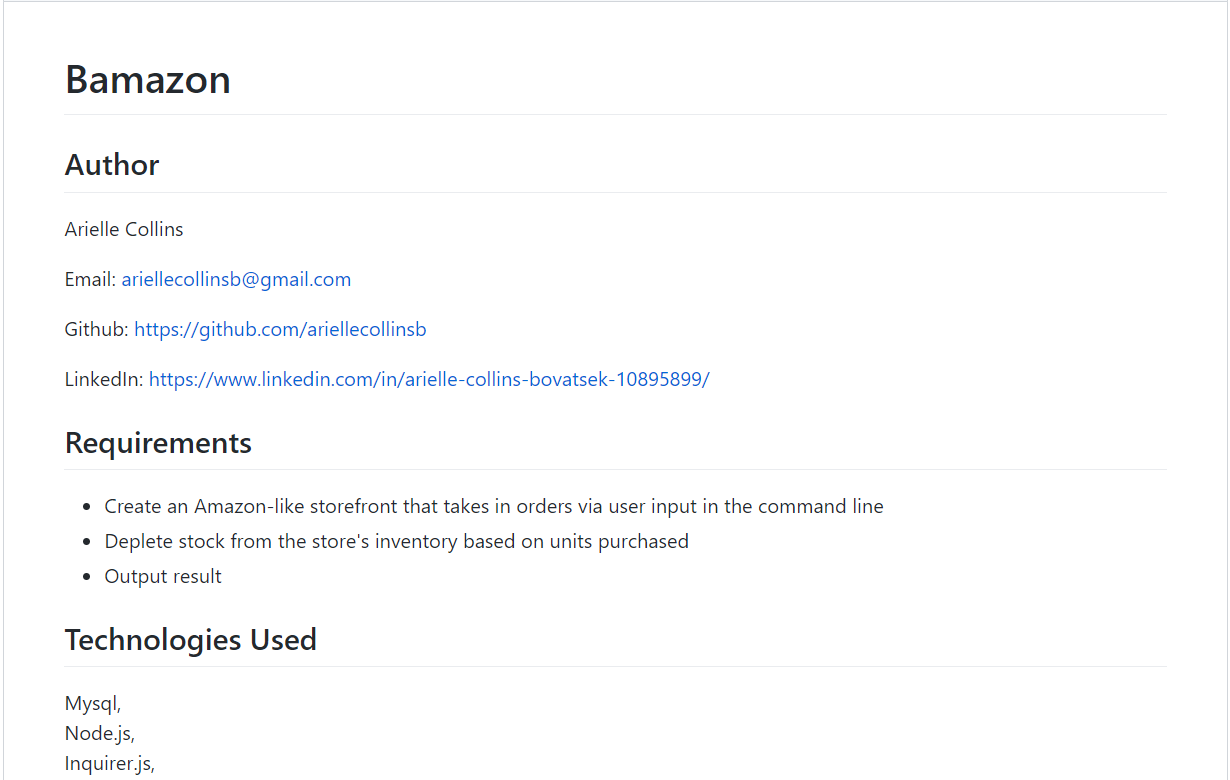 Bamazon
Author
Arielle Collins
Email: ariellecollinsb@gmail.com
Github: https://github.com/ariellecollinsb
LinkedIn: https://www.linkedin.com/in/arielle-collins-bovatsek-10895899/
Requirements
• Create an Amazon-like storefront that takes in orders via user input in the command line
• Deplete stock from the store's inventory based on units purchased
• Output result
Technologies Used
Mysql,
Node.js,
Inquirer.js,